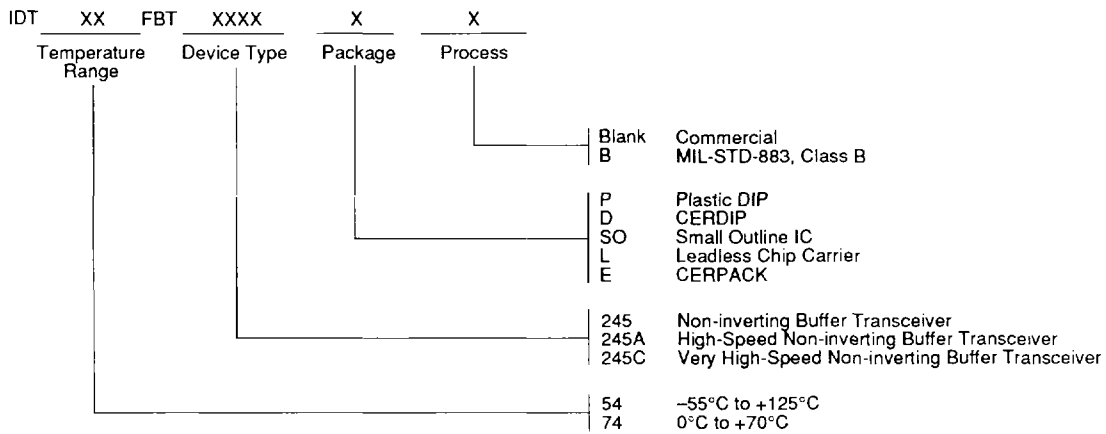 IDT XX FBT XXXX X X
Temperature Range Device Type Package Process
Blank Commercial
B MIL-STD-883, Class B
P Plastic DIP
D CERDIP
SO Small Outline IC
L Leadless Chip Carrier
E CERPACK
245 Non-inverting Buffer Transceiver
245A High-Speed Non-inverting Buffer Transceiver
245C Very High-Speed Non-inverting Buffer Transceiver
54 –55°C to +125°C
74 0°C to +70°C